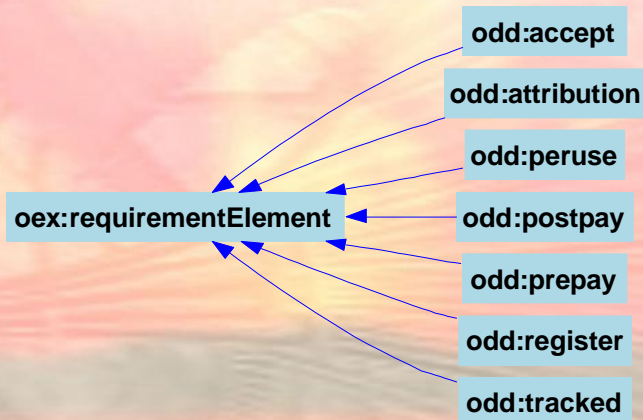 odd:accept
odd:attribution
odd:peruse
oex:requirementElement
odd:postpay
odd:prepay
odd:register
odd:tracked